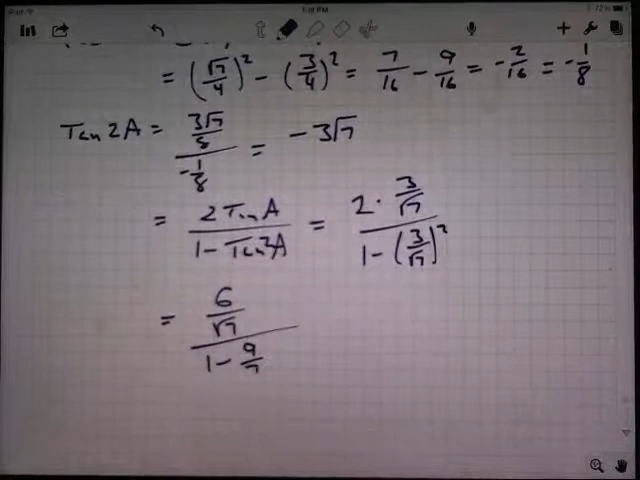 = (√7/4)² − (3/4)² = 7/16 − 9/16 = −2/16 = −1/8
Tan 2A = (3√7/8)/(−1/8) = −3√7
= 2 Tan A/(1 − Tan²A) = (2 · 3/√7)/(1 − (3/√7)²)
= (6/√7)/(1 − 9/7)